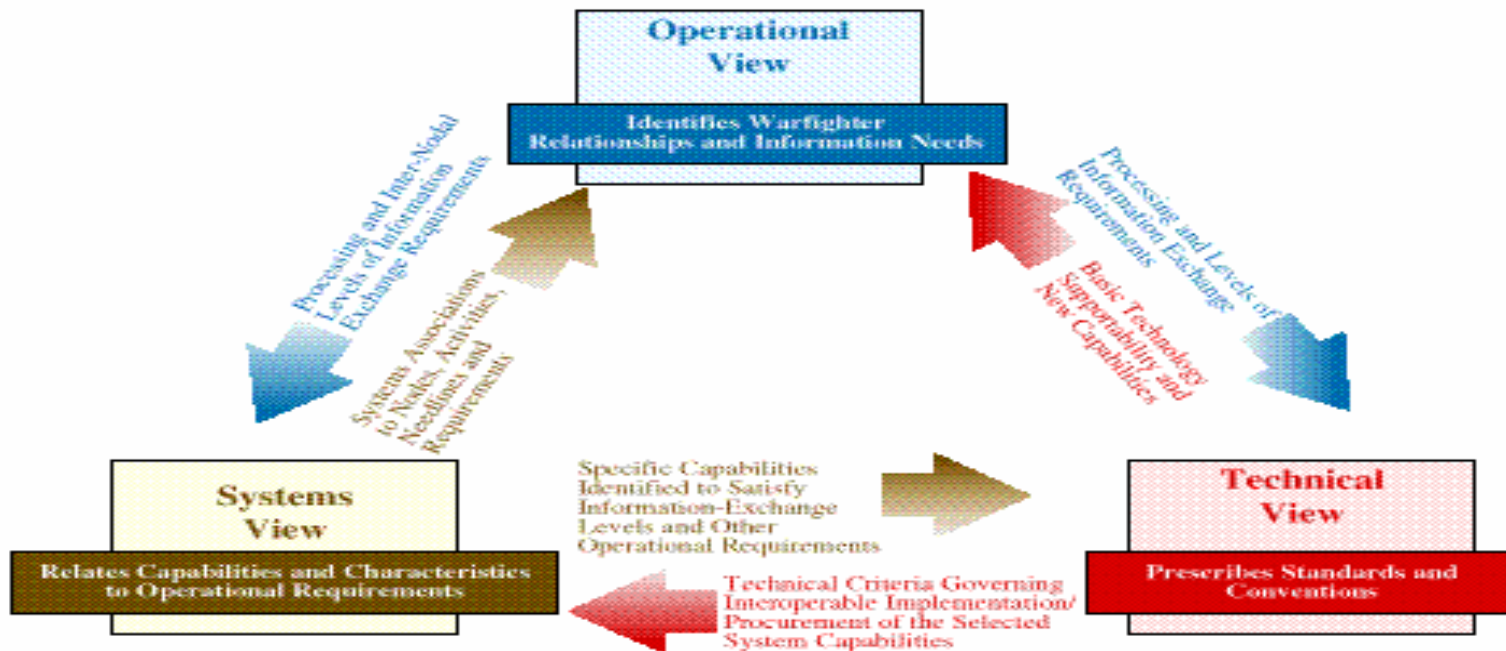 Operational
View
Identifies Warfighter
Relationships and Information Needs
Processing and Inter-Nodal
Levels of Information
Exchange Requirements
Systems Associations
to Nodes, Activities,
Needlines and
Requirements
Processing and Levels of
Information Exchange
Requirements
Basic Technology
Supportability and
New Capabilities
Systems
View
Relates Capabilities and Characteristics
to Operational Requirements
Specific Capabilities
Identified to Satisfy
Information-Exchange
Levels and Other
Operational Requirements
Technical Criteria Governing
Interoperable Implementation/
Procurement of the Selected
System Capabilities
Technical
View
Prescribes Standards and
Conventions